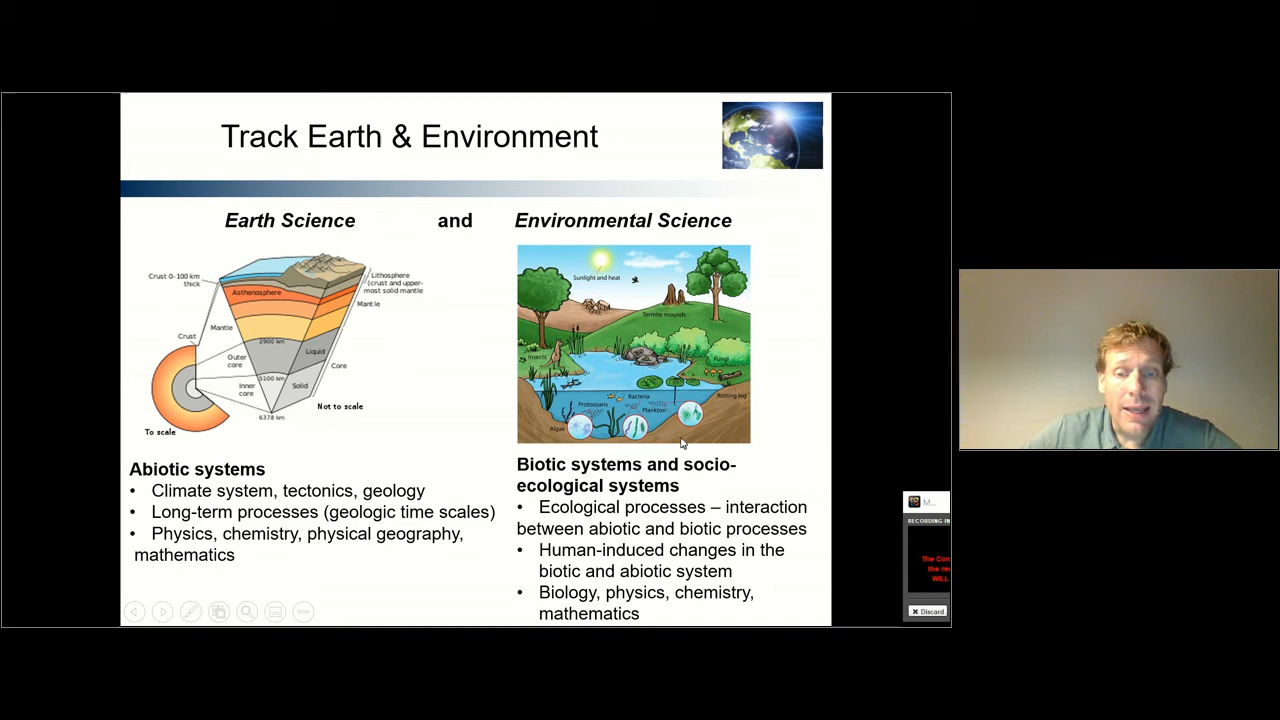 Track Earth & Environment
Earth Science and Environmental Science
Crust 0-100 km
thick
Asthenosphere
Lithosphere
(crust and upper-
most solid mantle
Mantle
Mantle
Crust
2900 km
Liquid
Outer
core
Core
5100 km
Inner
core
Solid
Not to scale
6378 km
To scale
Sunlight and heat
Termite mounds
Insects
Fungi
Bacteria
Rotting log
Protozoans
Plankton
Algae
Abiotic systems
• Climate system, tectonics, geology
• Long-term processes (geologic time scales)
• Physics, chemistry, physical geography,
mathematics
Biotic systems and socio-
ecological systems
• Ecological processes – interaction
between abiotic and biotic processes
• Human-induced changes in the
biotic and abiotic system
• Biology, physics, chemistry,
mathematics
M...
RECORDING IN
The Con
the re
WILL
Discard